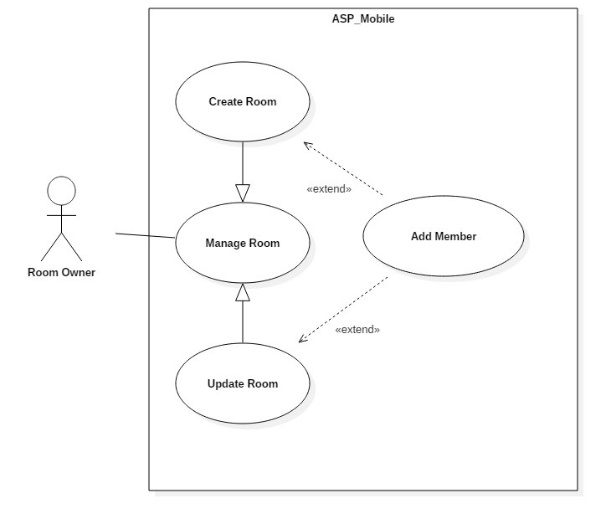 ASP_Mobile
Create Room
«extend»
Manage Room
Add Member
Room Owner
«extend»
Update Room